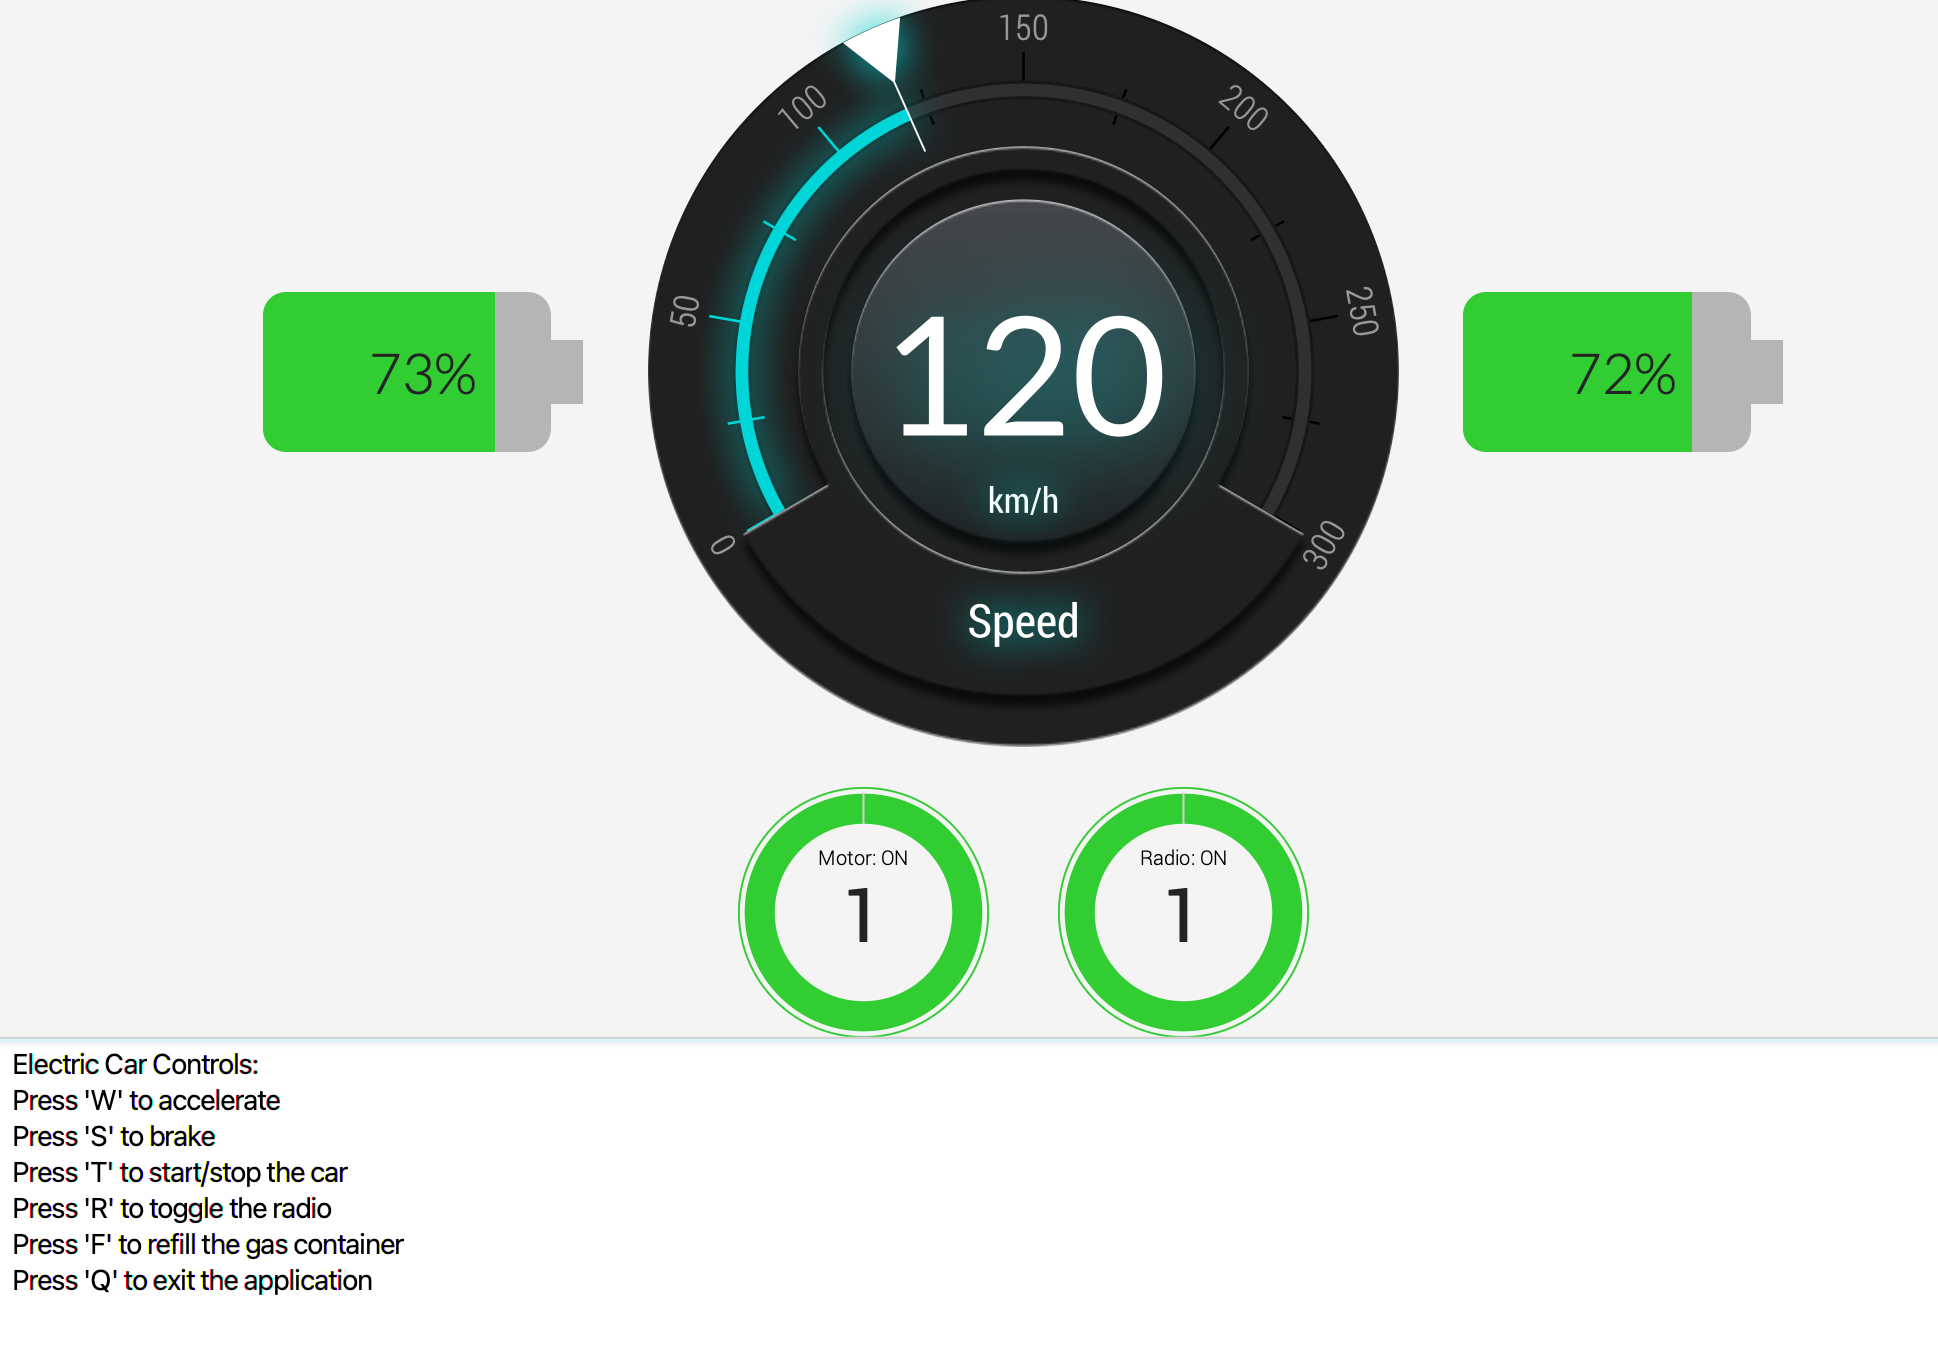 150
100
200
50
250
73%
120
72%
km/h
0
300
Speed
Motor: ON
1
Radio: ON
1
Electric Car Controls:
Press 'W' to accelerate
Press 'S' to brake
Press 'T' to start/stop the car
Press 'R' to toggle the radio
Press 'F' to refill the gas container
Press 'Q' to exit the application